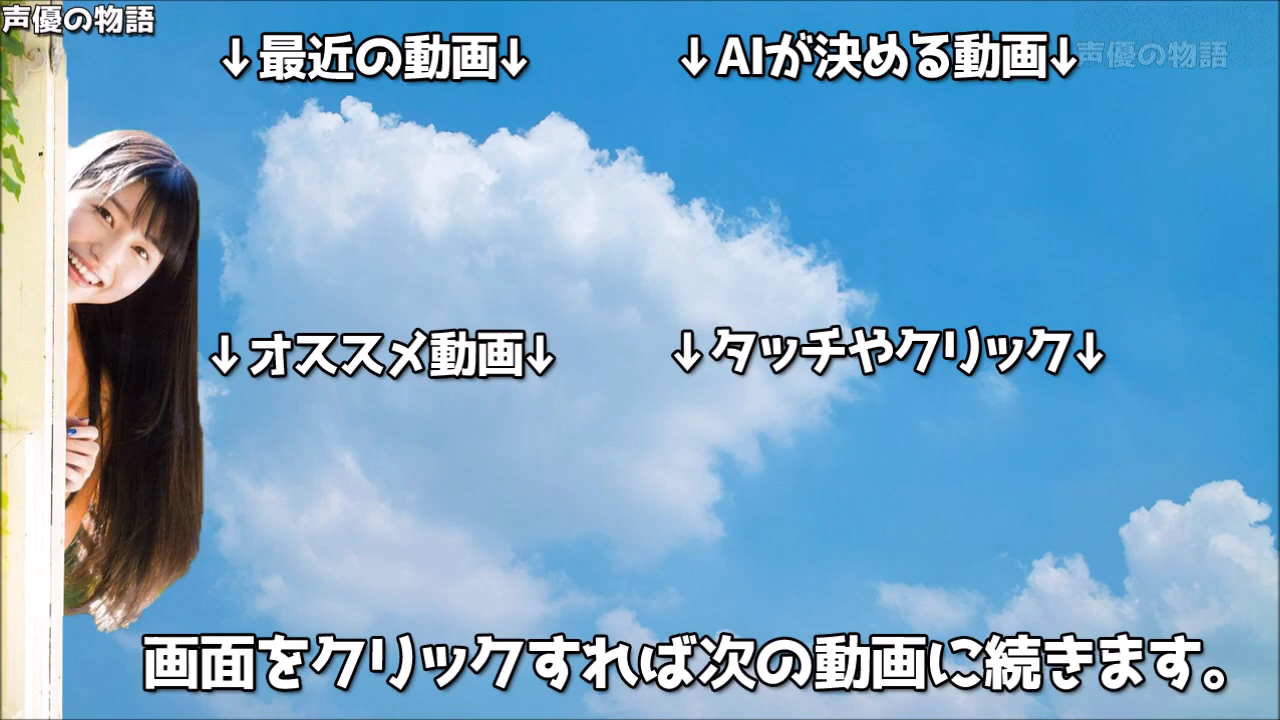 声優の物語
↓最近の動画↓
↓AIが決める動画↓
声優の物語
↓オススメ動画↓
↓タッチやクリック↓
画面をクリックすれば次の動画に続きます。